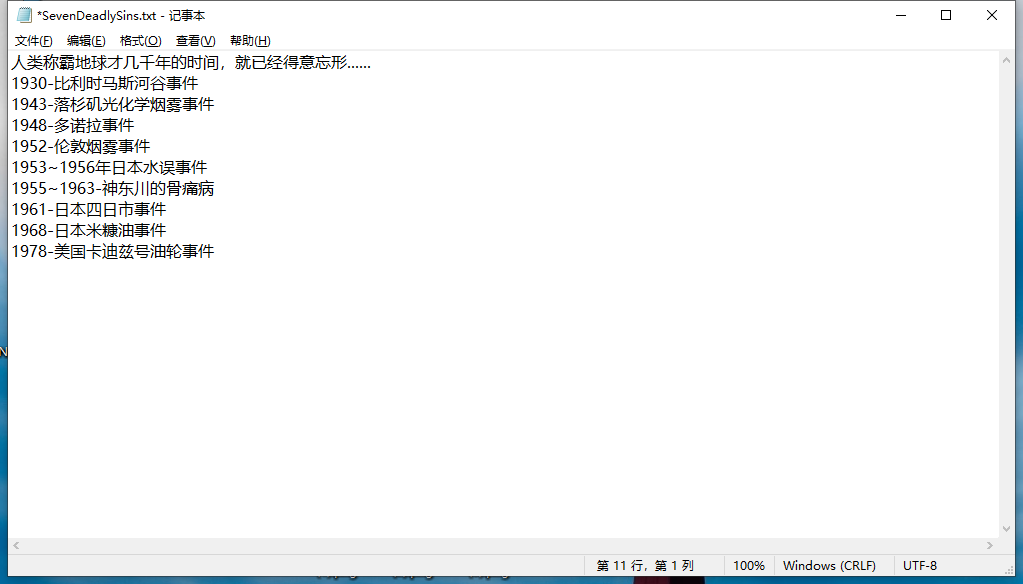 *SevenDeadlySins.txt - 记事本
文件(F) 编辑(E) 格式(O) 查看(V) 帮助(H)
人类称霸地球才几千年的时间，就已经得意忘形......
1930-比利时马斯河谷事件
1943-落杉矶光化学烟雾事件
1948-多诺拉事件
1952-伦敦烟雾事件
1953~1956年日本水误事件
1955~1963-神东川的骨痛病
1961-日本四日市事件
1968-日本米糠油事件
1978-美国卡迪兹号油轮事件
第 11 行，第 1 列 100% Windows (CRLF) UTF-8